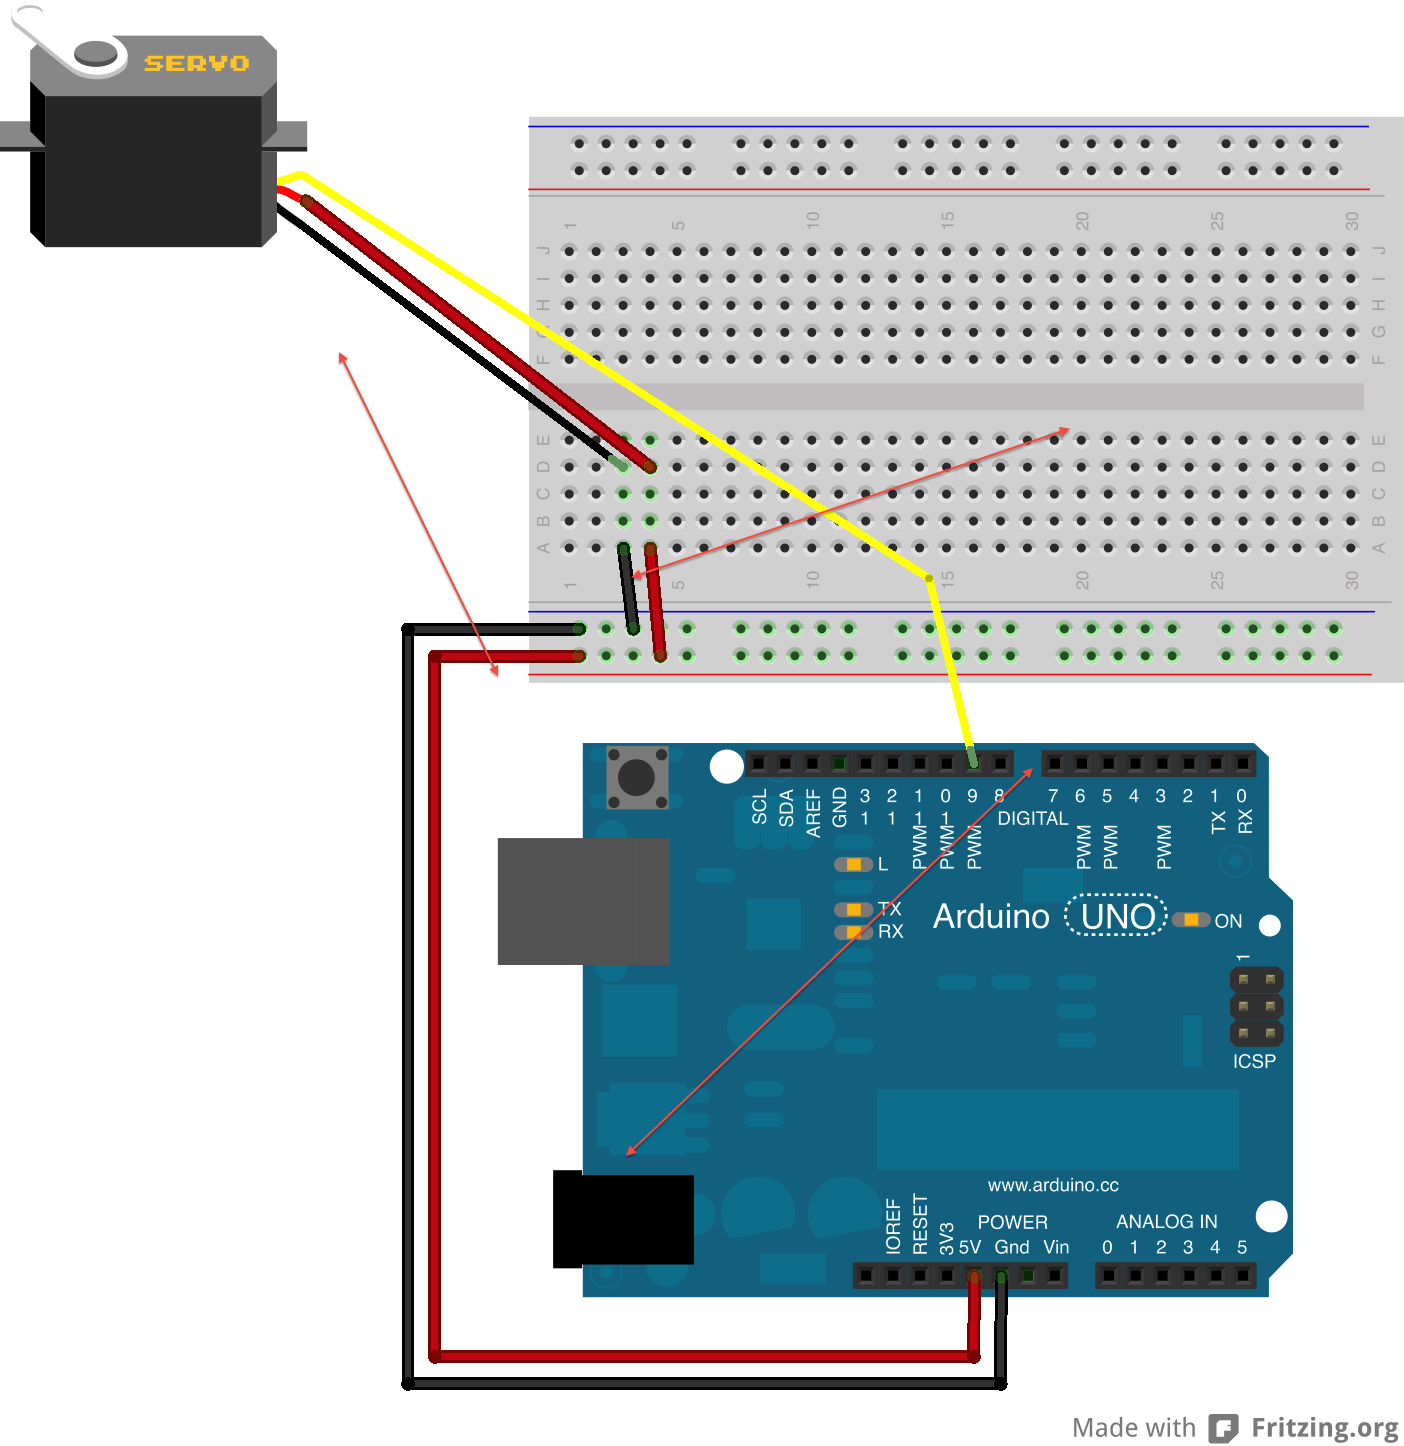 SERVO
1 5 10 15 20 25 30
J J
I I
H H
G G
F F
E E
D D
C C
B B
A A
1 5 10 15 20 25 30
SCL SDA AREF GND 13 12 11 10 9 8 7 6 5 4 3 2 1 0
PWM PWM PWM DIGITAL PWM PWM PWM TX RX
L
TX
RX
Arduino UNO ON
1
ICSP
www.arduino.cc
POWER ANALOG IN
IOREF RESET 3V3 5V Gnd Vin 0 1 2 3 4 5
Made with Fritzing.org